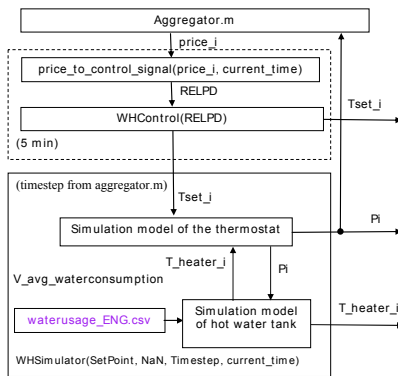 Aggregator.m
price_i
price_to_control_signal(price_i, current_time)
RELPD
WHControl(RELPD)
Tset_i
(5 min)
(timestep from aggregator.m)
Tset_i
Simulation model of the thermostat
Pi
T_heater_i
Pi
V_avg_waterconsumption
waterusage_ENG.csv
Simulation model
of hot water tank
T_heater_i
WHSimulator(SetPoint, NaN, Timestep, current_time)